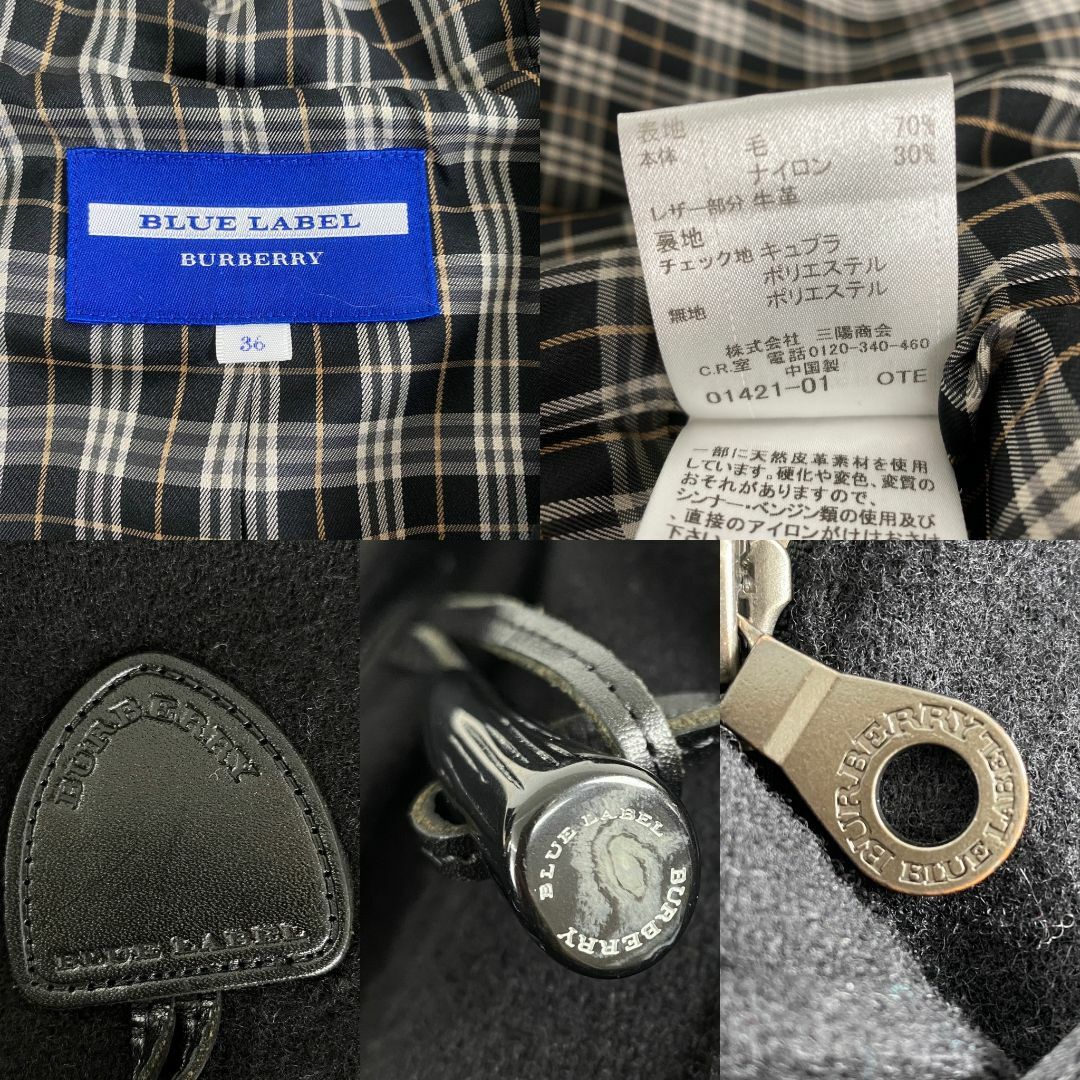 BLUE LABEL
BURBERRY
36
表地 70%
本体 毛 30%
ナイロン
レザー部分 牛革
裏地
チェック地 キュプラ
ポリエステル
無地 ポリエステル
株式会社 三陽商会
C.R.室 電話0120-340-460
中国製
01421-01 OTE
一部に天然皮革素材を使用
しています。硬化や変色、変質の
おそれがありますので、
シンナー・ベンジン類の使用及び
、直接のアイロンがけはおさけ
BURBERRY
BLUE LABEL
BLUE LABEL
BURBERRY
BURBERRY
BLUE LABEL